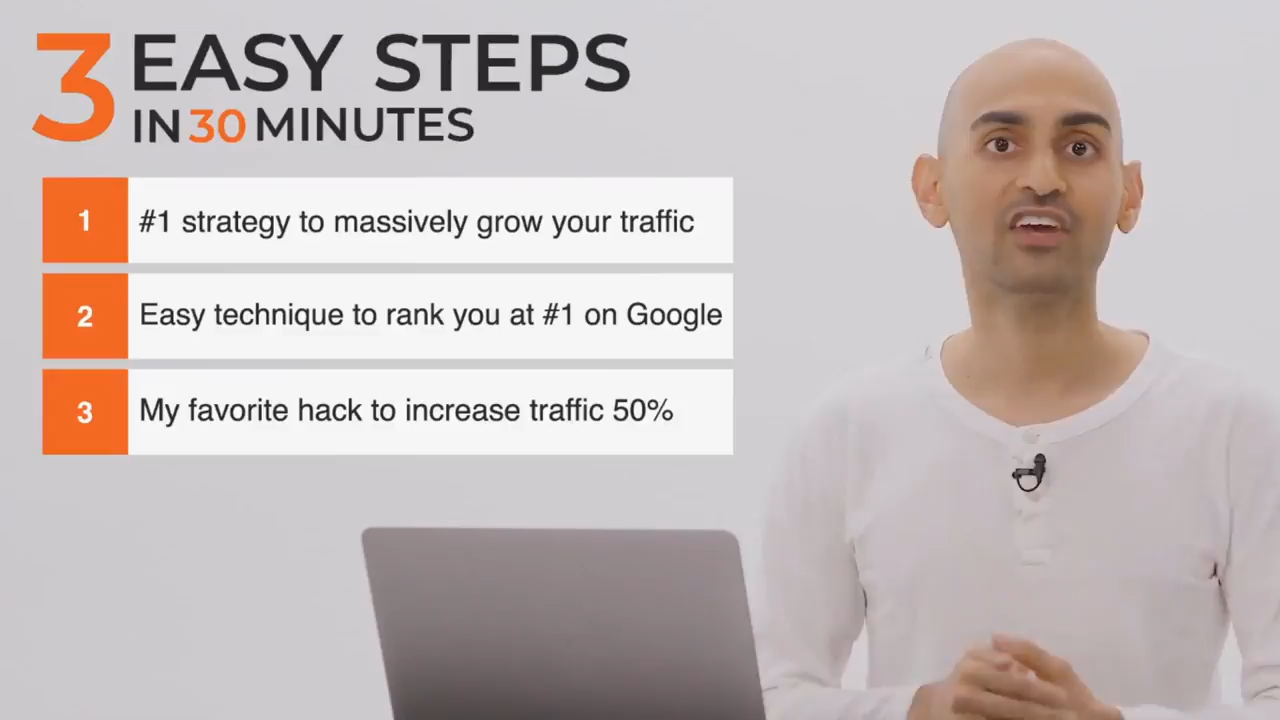 3 EASY STEPS
IN 30 MINUTES
1 #1 strategy to massively grow your traffic
2 Easy technique to rank you at #1 on Google
3 My favorite hack to increase traffic 50%